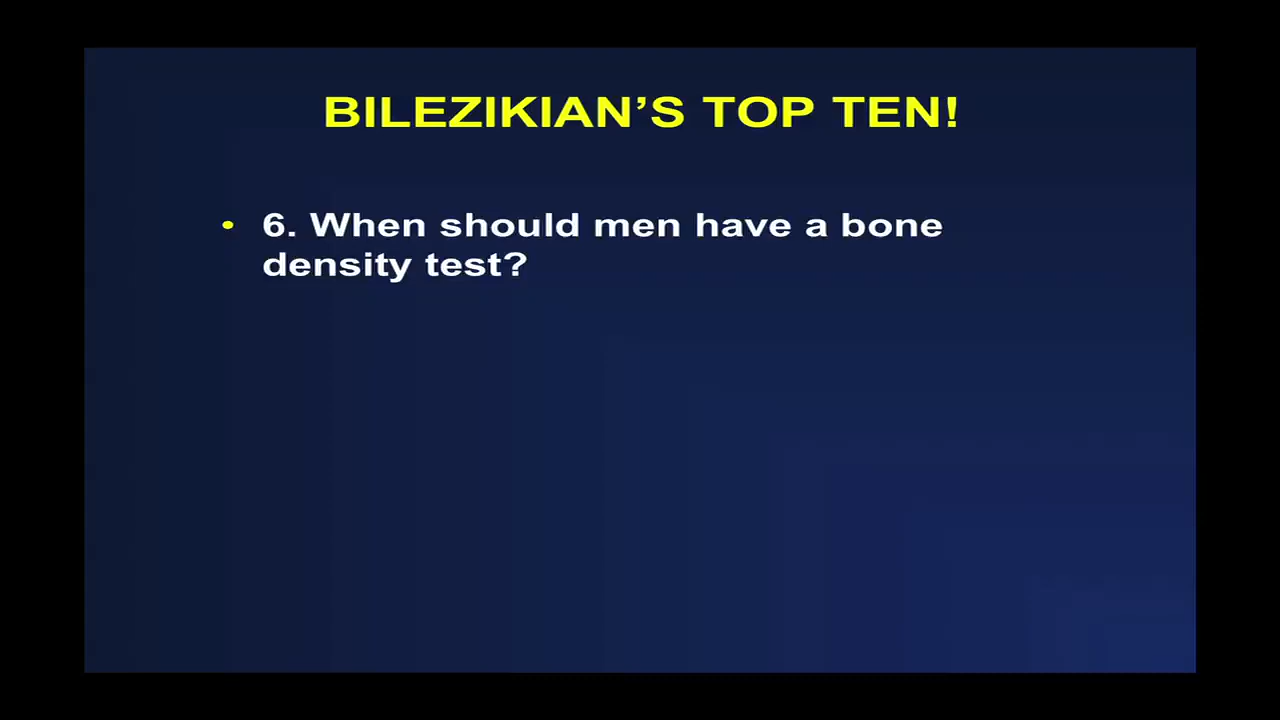 BILEZIKIAN’S TOP TEN!
• 6. When should men have a bone
density test?